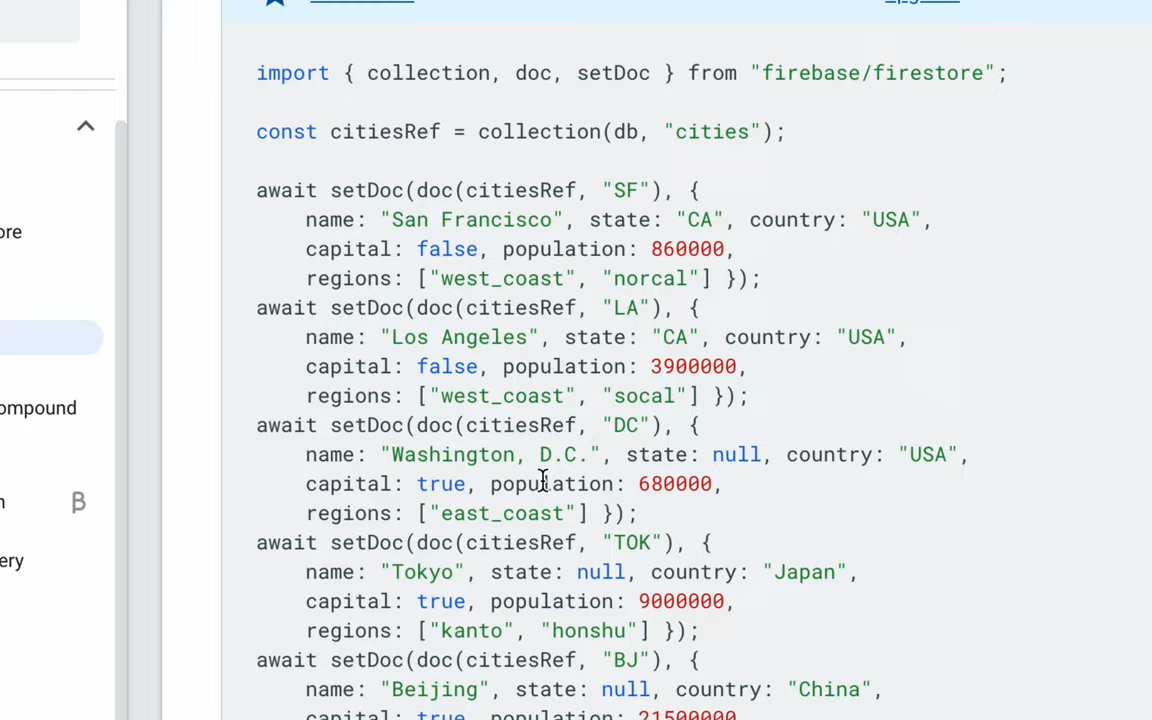 import { collection, doc, setDoc } from "firebase/firestore";
const citiesRef = collection(db, "cities");
await setDoc(doc(citiesRef, "SF"), {
name: "San Francisco", state: "CA", country: "USA",
ore
capital: false, population: 860000,
regions: ["west_coast", "norcal"] });
await setDoc(doc(citiesRef, "LA"), {
name: "Los Angeles", state: "CA", country: "USA",
capital: false, population: 3900000,
regions: ["west_coast", "socal"] });
ompound
await setDoc(doc(citiesRef, "DC"), {
name: "Washington, D.C.", state: null, country: "USA",
capital: true, population: 680000,
n β
regions: ["east_coast"] });
await setDoc(doc(citiesRef, "TOK"), {
ery
name: "Tokyo", state: null, country: "Japan",
capital: true, population: 9000000,
regions: ["kanto", "honshu"] });
await setDoc(doc(citiesRef, "BJ"), {
name: "Beijing", state: null, country: "China",
capital: true, population: 21500000